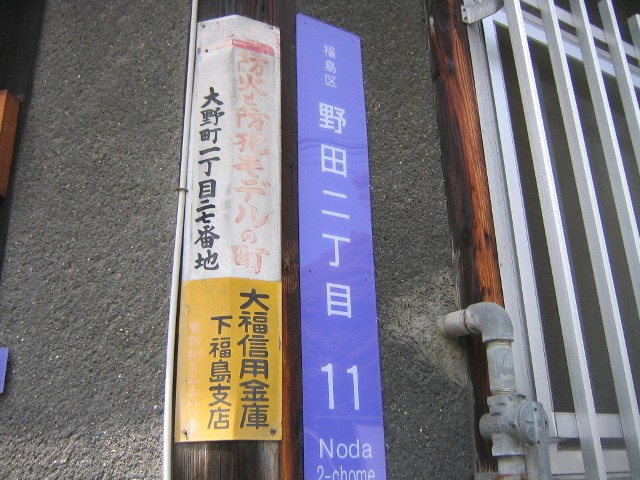 福島区
野田二丁目
11
Noda
2-chome
防火と防犯モデルの町
大野町一丁目二七番地
大福信用金庫
下福島支店